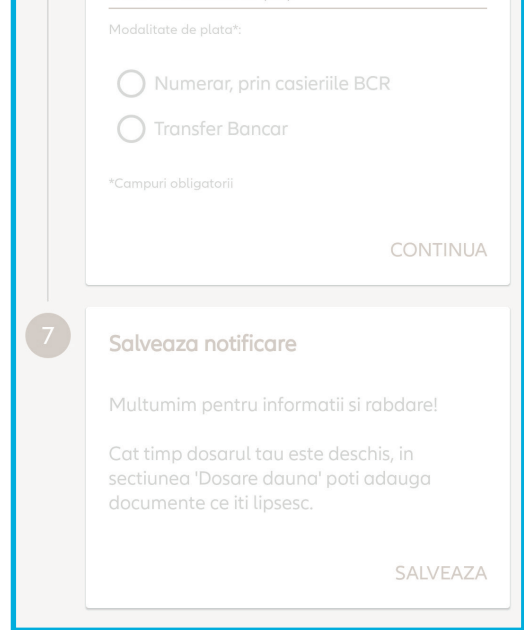 Modalitate de plata*:
Numerar, prin casieriile BCR
Transfer Bancar
*Campuri obligatorii
CONTINUA
7
Salveaza notificare
Multumim pentru informatii si rabdare!
Cat timp dosarul tau este deschis, in
sectiunea 'Dosare dauna' poti adauga
documente ce iti lipsesc.
SALVEAZA